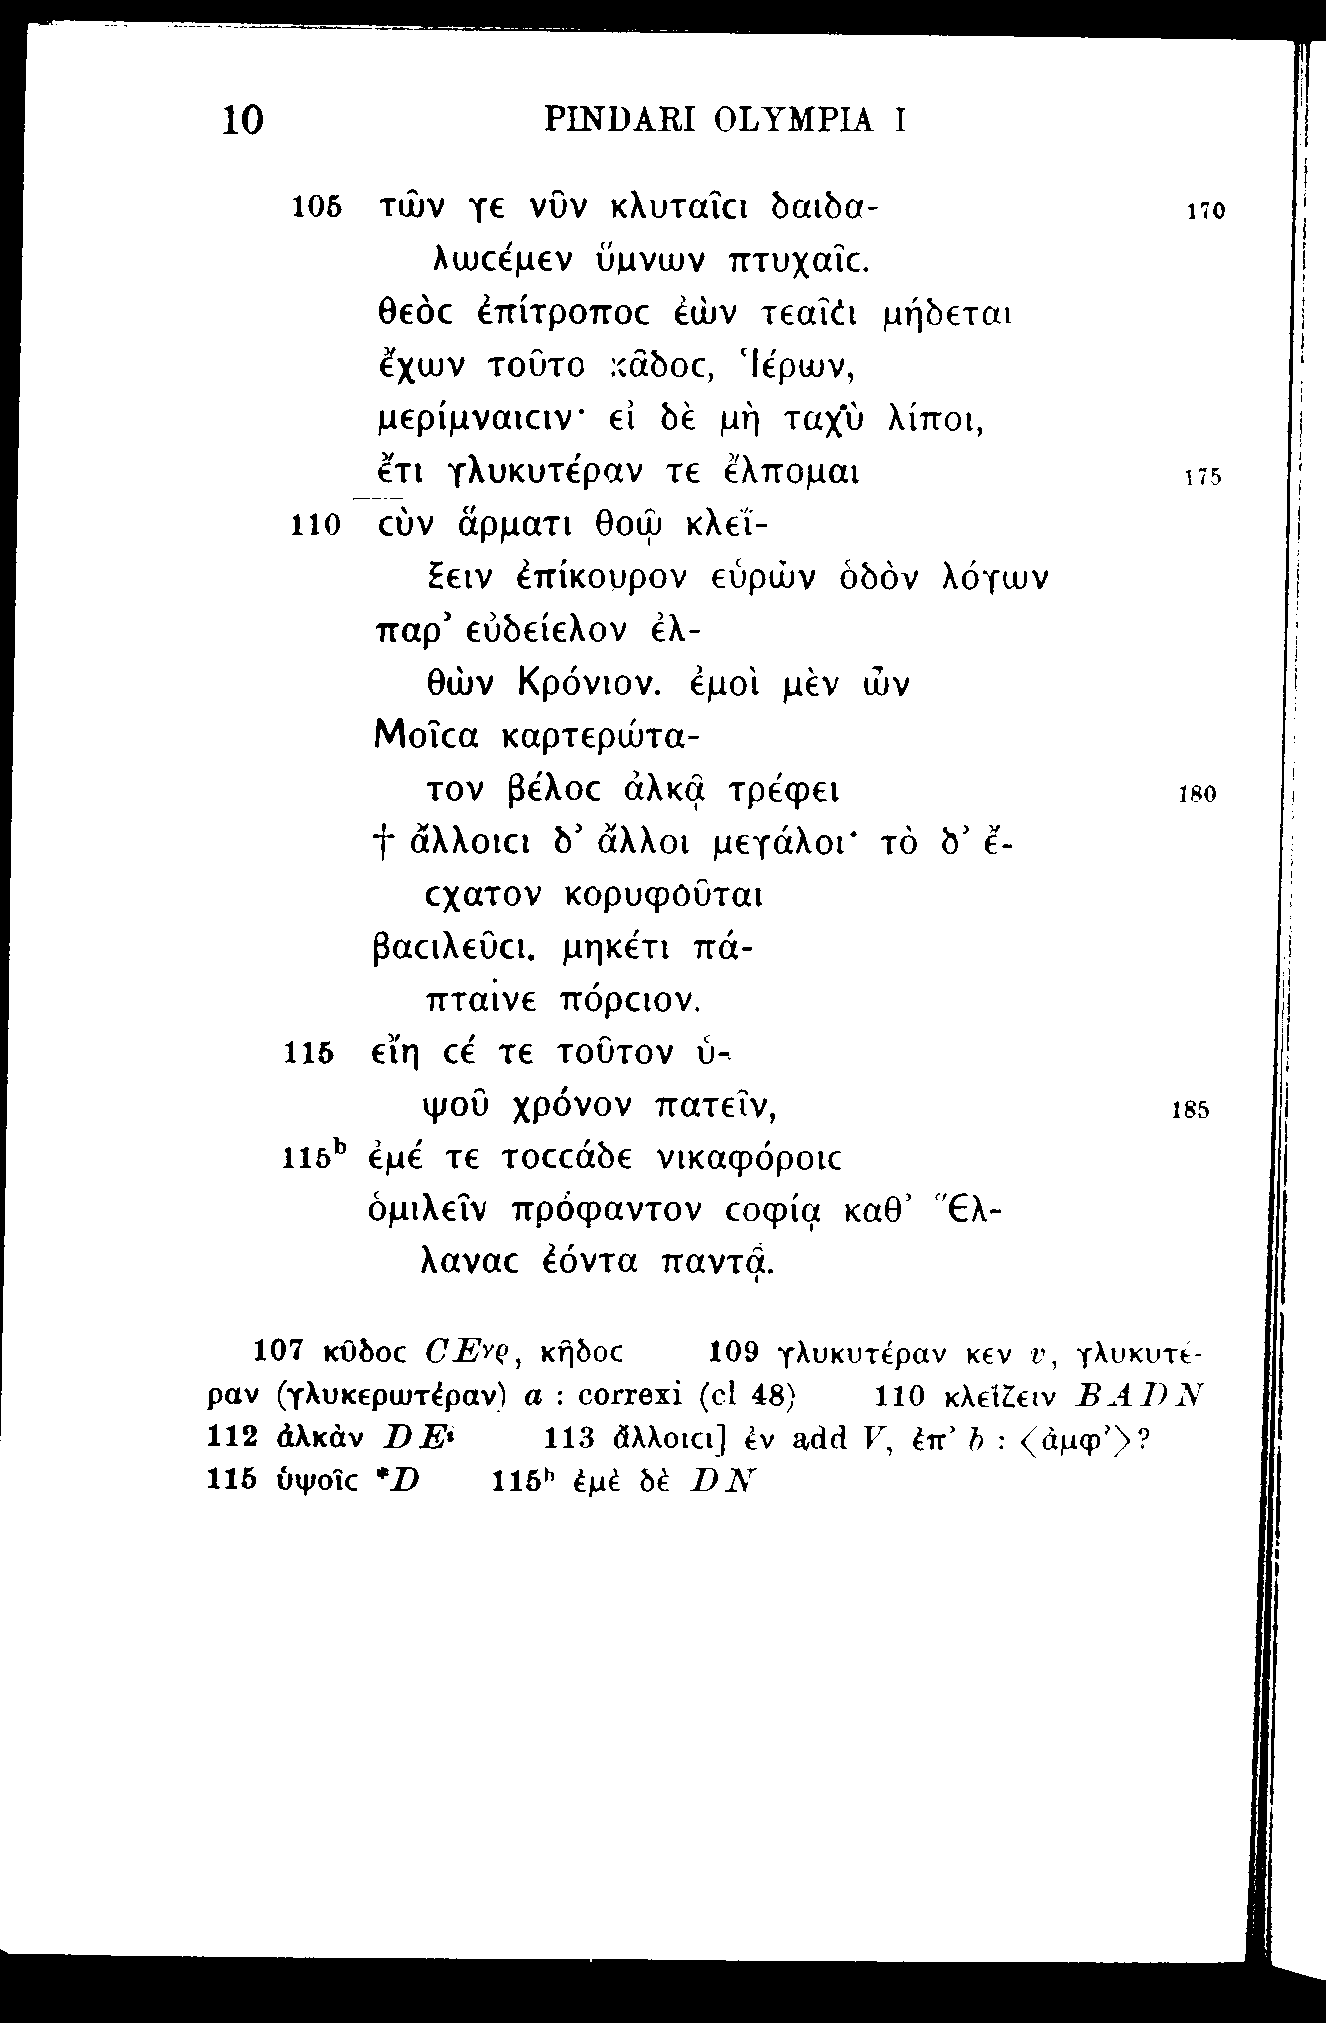 10 PINDARI OLYMPIA I
105 τῶν γε νῦν κλυταῖcι δαιδα- 170
λωcέμεν ὕμνων πτυχαῖc.
θεὸc ἐπίτροποc ἐὼν τεαῖcι μήδεται
ἔχων τοῦτο κᾶδοc, Ἱέρων,
μερίμναιcιν· εἰ δὲ μὴ ταχὺ λίποι,
ἔτι γλυκυτέραν τε ἔλπομαι 175
110 cὺν ἅρματι θοῷ κλεΐ-
ξειν ἐπίκουρον εὑρὼν ὁδὸν λόγων
παρ’ εὐδείελον ἐλ-
θὼν Κρόνιον. ἐμοὶ μὲν ὦν
Μοῖcα καρτερώτα-
τον βέλοc ἀλκᾷ τρέφει 180
† ἄλλοιcι δ’ ἄλλοι μεγάλοι· τὸ δ’ ἔ-
cχατον κορυφοῦται
βαcιλεῦcι. μηκέτι πά-
πταινε πόρcιον.
115 εἴη cέ τε τοῦτον ὑ-
ψοῦ χρόνον πατεῖν, 185
115ᵇ ἐμέ τε τοccάδε νικαφόροιc
ὁμιλεῖν πρόφαντον cοφίᾳ καθ’ Ἕλ-
λαναc ἐόντα παντᾷ.
107 κῦδοc CEγρ, κῆδοc 109 γλυκυτέραν κεν v, γλυκυτέ-
ραν (γλυκερωτέραν) a : correxi (cl 48) 110 κλεΐζειν BADN
112 ἀλκὰν DEˢ 113 ἄλλοιcι] ἐν add V, ἐπ’ b : ⟨ἀμφ’⟩?
115 ὑψοῖc *D 115ᵇ ἐμὲ δὲ DN